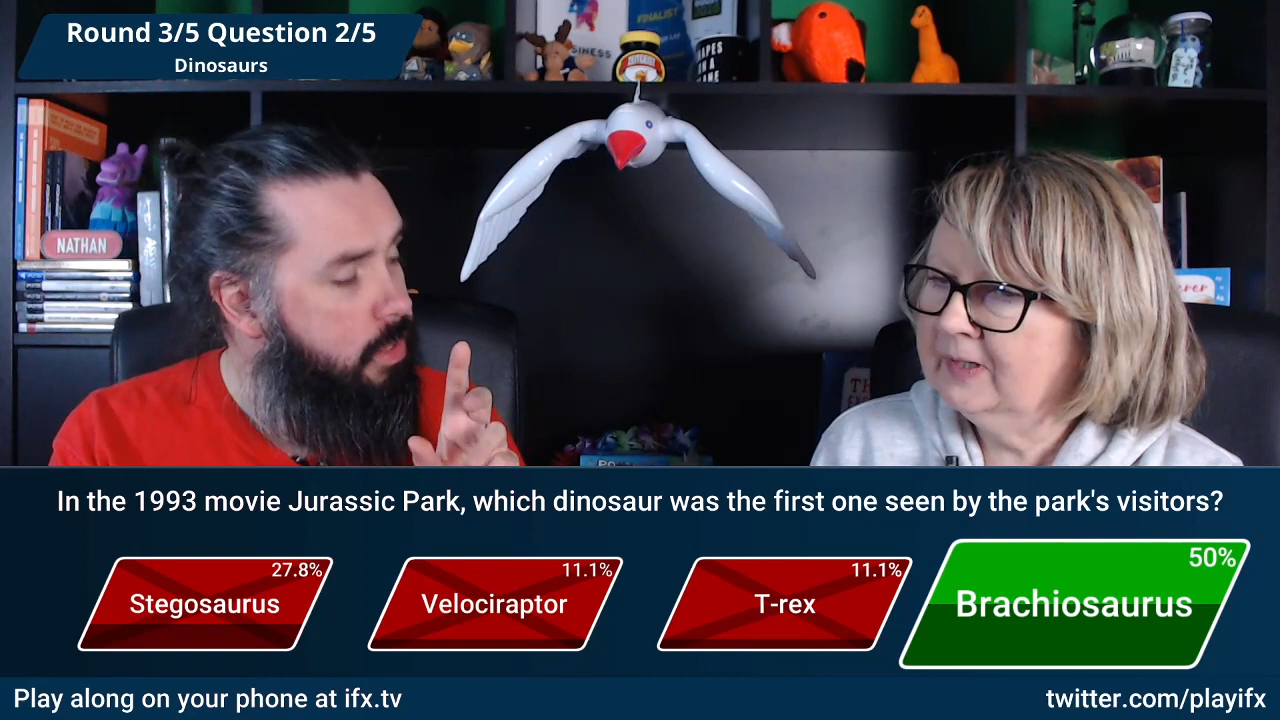 Round 3/5 Question 2/5
Dinosaurs
FINALIST
NATHAN
In the 1993 movie Jurassic Park, which dinosaur was the first one seen by the park's visitors?
27.8%
Stegosaurus
11.1%
Velociraptor
11.1%
T-rex
50%
Brachiosaurus
Play along on your phone at ifx.tv
twitter.com/playifx